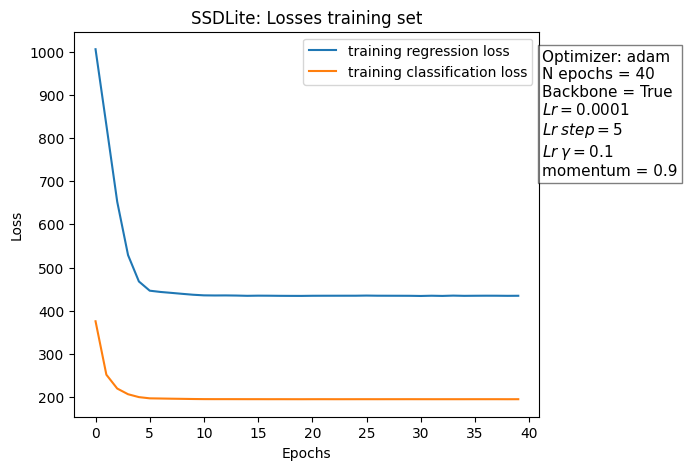 SSDLite: Losses training set
training regression loss
training classification loss
Optimizer: adam
N epochs = 40
Backbone = True
Lr = 0.0001
Lr step = 5
Lr γ = 0.1
momentum = 0.9
Loss
1000
900
800
700
600
500
400
300
200
0 5 10 15 20 25 30 35 40
Epochs